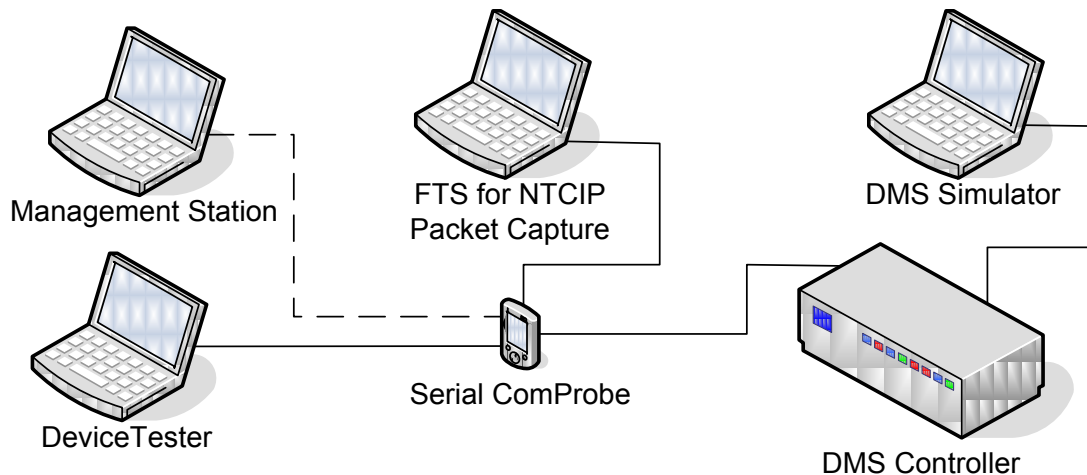 Management Station
FTS for NTCIP
Packet Capture
DMS Simulator
DeviceTester
Serial ComProbe
DMS Controller